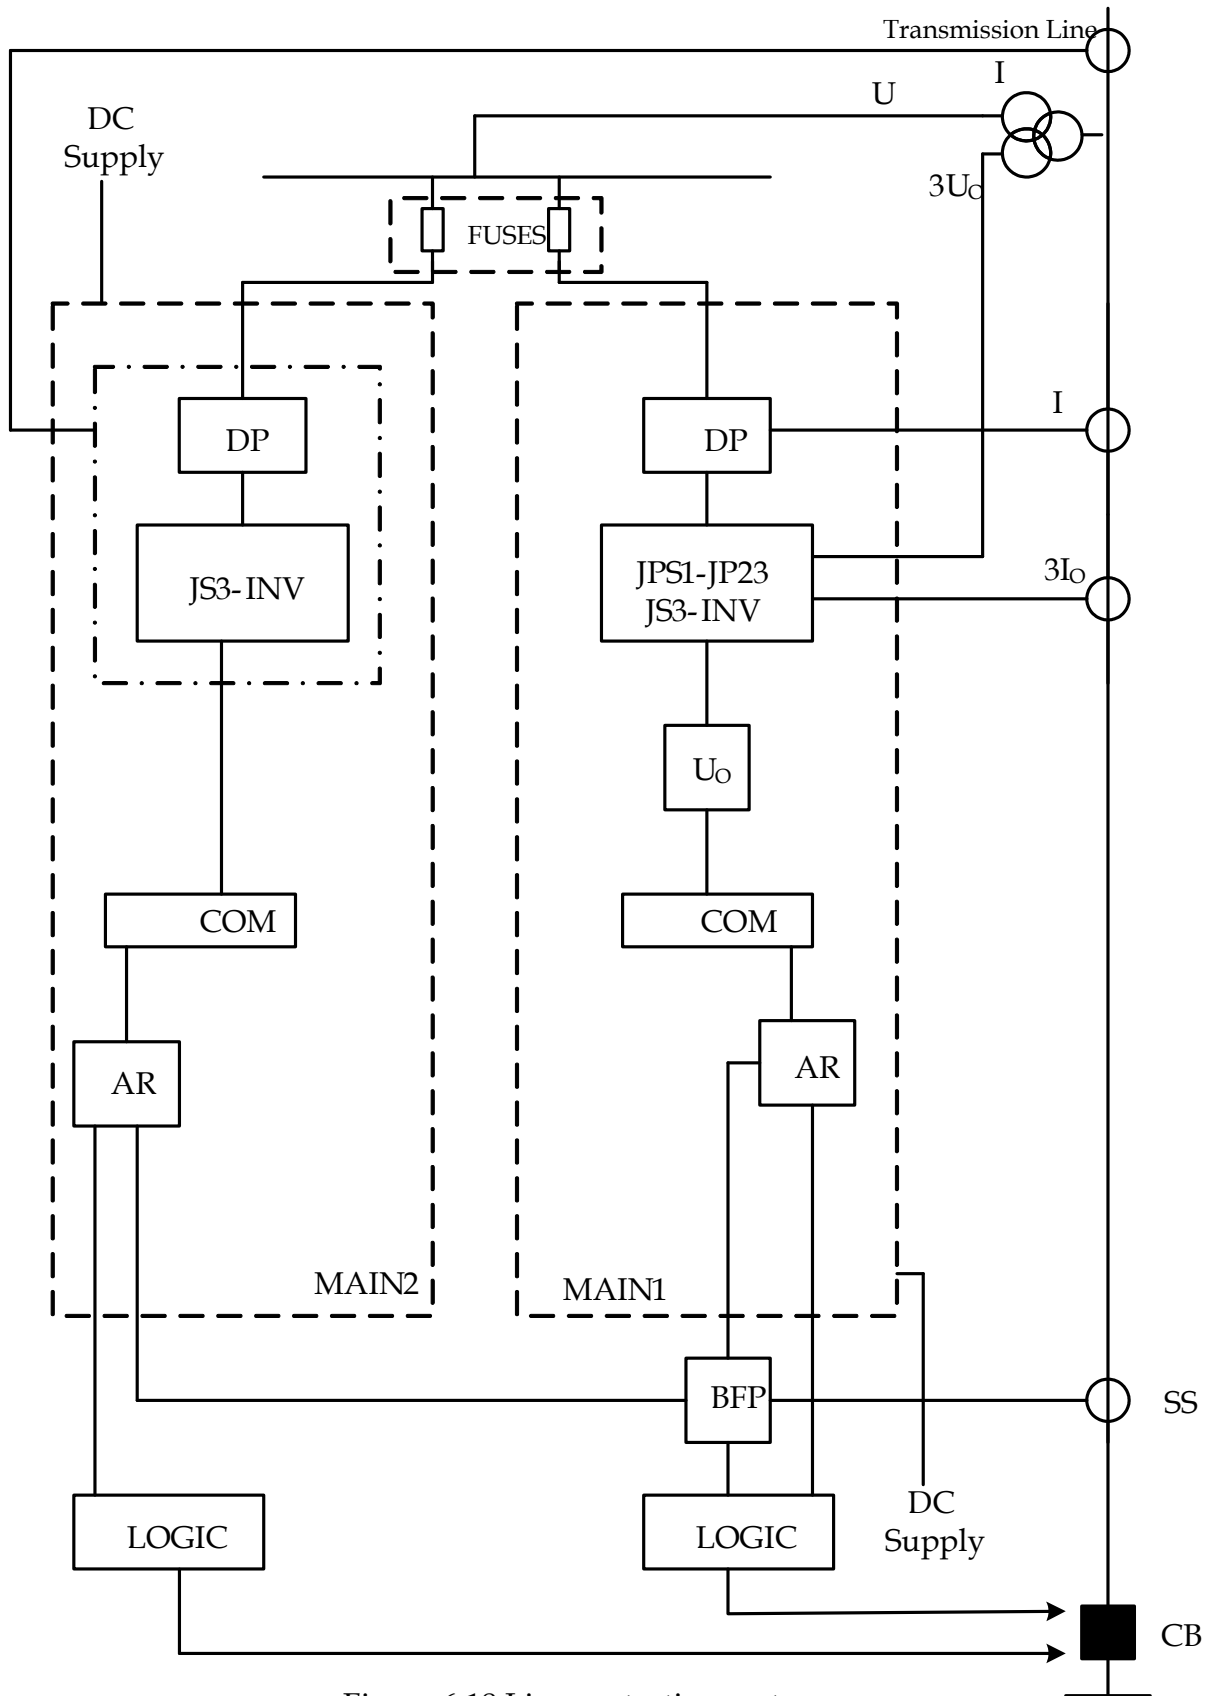 Transmission Line
I
U
DC
Supply
3UO
FUSES
DP
DP
I
JS3-INV
JPS1-JP23
JS3-INV
3IO
UO
COM
COM
AR
AR
MAIN2
MAIN1
BFP
SS
LOGIC
LOGIC
DC
Supply
CB